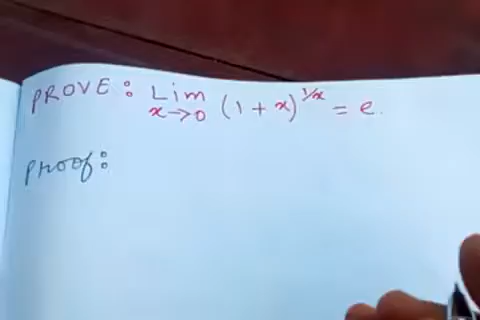 PROVE: Lim (1 + x)^{1/x} = e.
x→0
Proof: